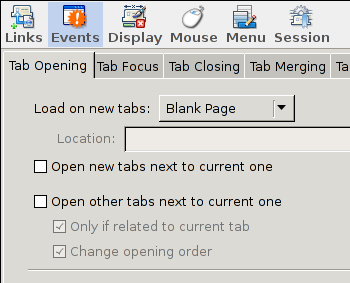 Links Events Display Mouse Menu Session
Tab Opening Tab Focus Tab Closing Tab Merging Ta
Load on new tabs: Blank Page
Location:
Open new tabs next to current one
Open other tabs next to current one
Only if related to current tab
Change opening order